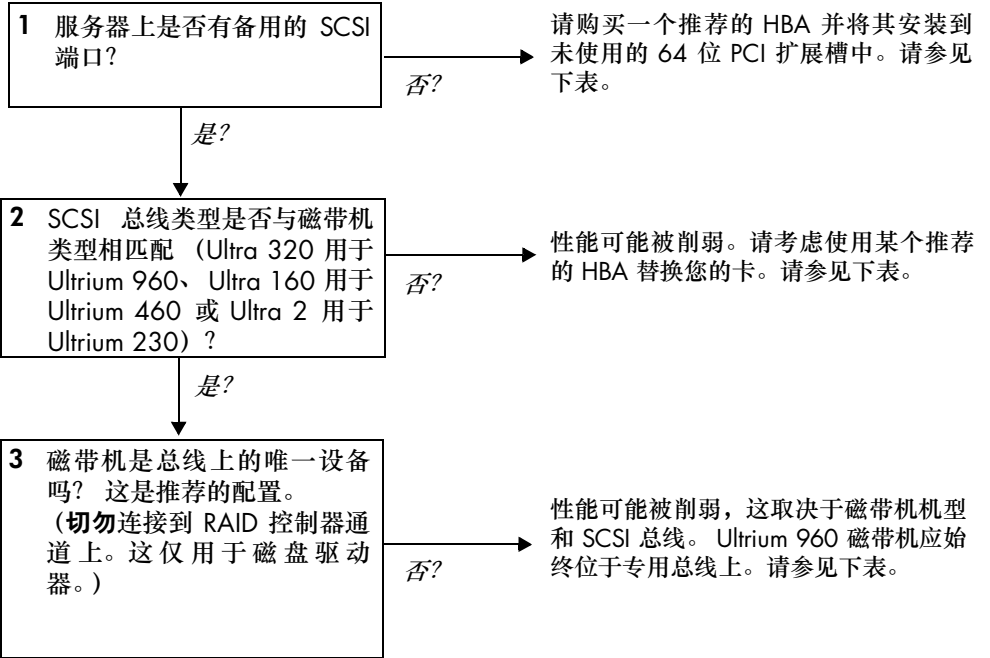 1 服务器上是否有备用的 SCSI
端口？
否？
请购买一个推荐的 HBA 并将其安装到
未使用的 64 位 PCI 扩展槽中。请参见
下表。
是？
2 SCSI 总线类型是否与磁带机
类型相匹配 （Ultra 320 用于
Ultrium 960、 Ultra 160 用于
Ultrium 460 或 Ultra 2 用于
Ultrium 230）？
否？
性能可能被削弱。请考虑使用某个推荐
的 HBA 替换您的卡。请参见下表。
是？
3 磁带机是总线上的唯一设备
吗？ 这是推荐的配置。
（切勿连接到 RAID 控制器通
道上。这仅用于磁盘驱动
器。）
否？
性能可能被削弱，这取决于磁带机机型
和 SCSI 总线。 Ultrium 960 磁带机应始
终位于专用总线上。请参见下表。